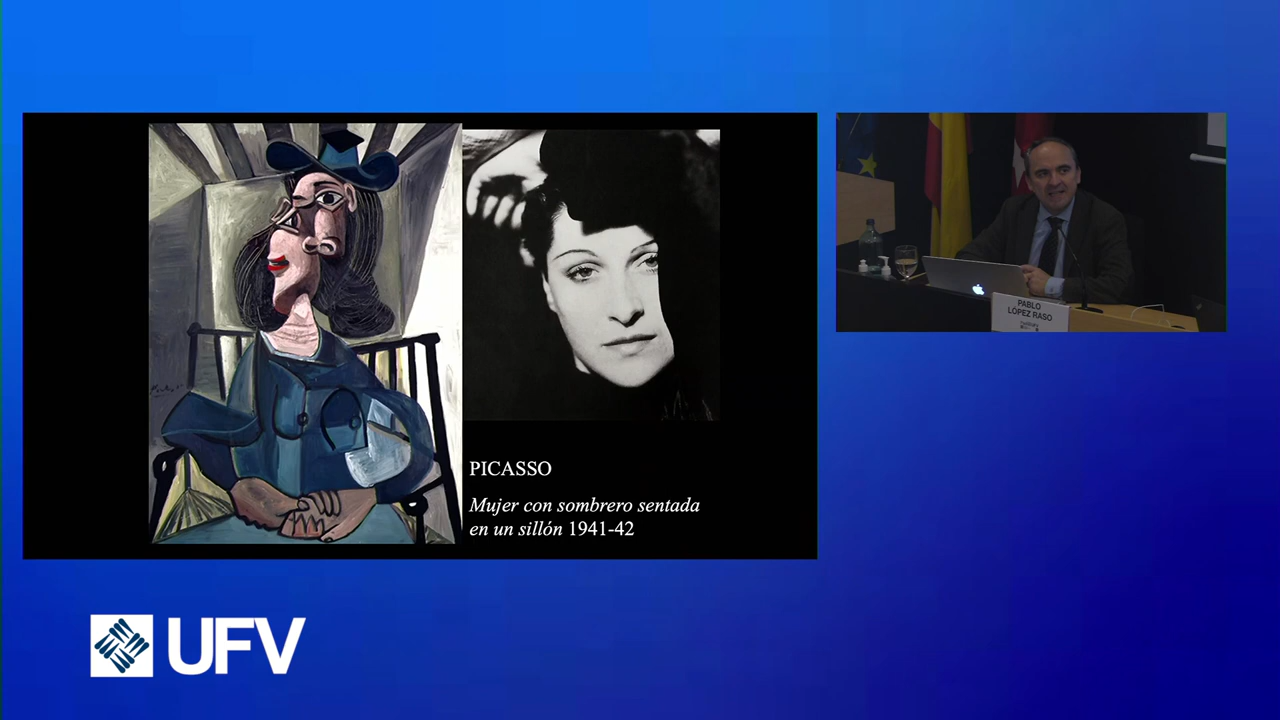 PICASSO
Mujer con sombrero sentada
en un sillón 1941-42
PABLO
LÓPEZ RASO
UFV